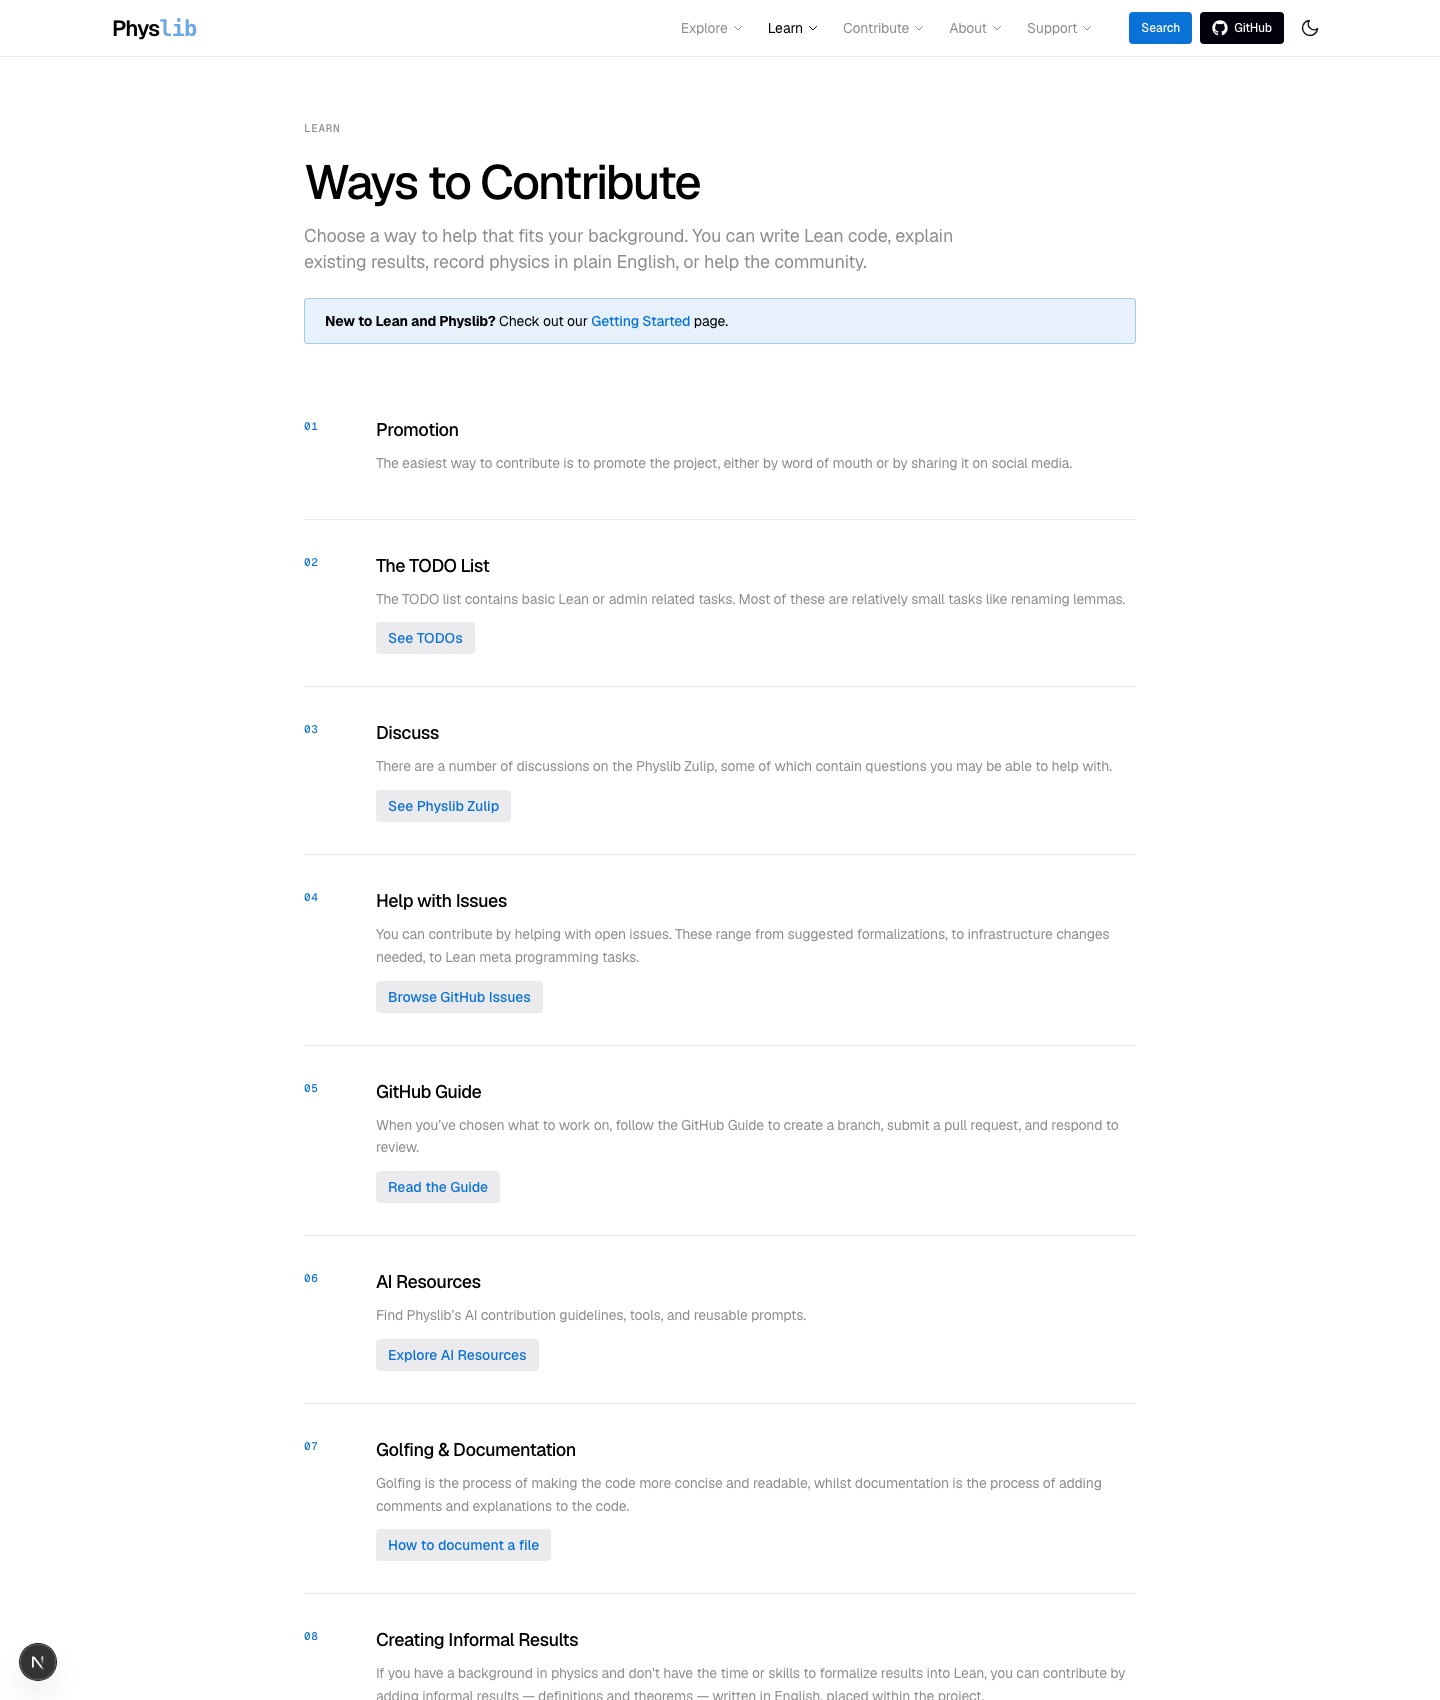 Physlib
Explore
Learn
Contribute
About
Support
Search
GitHub
LEARN
Ways to Contribute
Choose a way to help that fits your background. You can write Lean code, explain
existing results, record physics in plain English, or help the community.
New to Lean and Physlib? Check out our Getting Started page.
01
Promotion
The easiest way to contribute is to promote the project, either by word of mouth or by sharing it on social media.
02
The TODO List
The TODO list contains basic Lean or admin related tasks. Most of these are relatively small tasks like renaming lemmas.
See TODOs
03
Discuss
There are a number of discussions on the Physlib Zulip, some of which contain questions you may be able to help with.
See Physlib Zulip
04
Help with Issues
You can contribute by helping with open issues. These range from suggested formalizations, to infrastructure changes
needed, to Lean meta programming tasks.
Browse GitHub Issues
05
GitHub Guide
When you've chosen what to work on, follow the GitHub Guide to create a branch, submit a pull request, and respond to
review.
Read the Guide
06
AI Resources
Find Physlib's AI contribution guidelines, tools, and reusable prompts.
Explore AI Resources
07
Golfing & Documentation
Golfing is the process of making the code more concise and readable, whilst documentation is the process of adding
comments and explanations to the code.
How to document a file
08
Creating Informal Results
If you have a background in physics and don't have the time or skills to formalize results into Lean, you can contribute by
adding informal results — definitions and theorems — written in English, placed within the project.
N